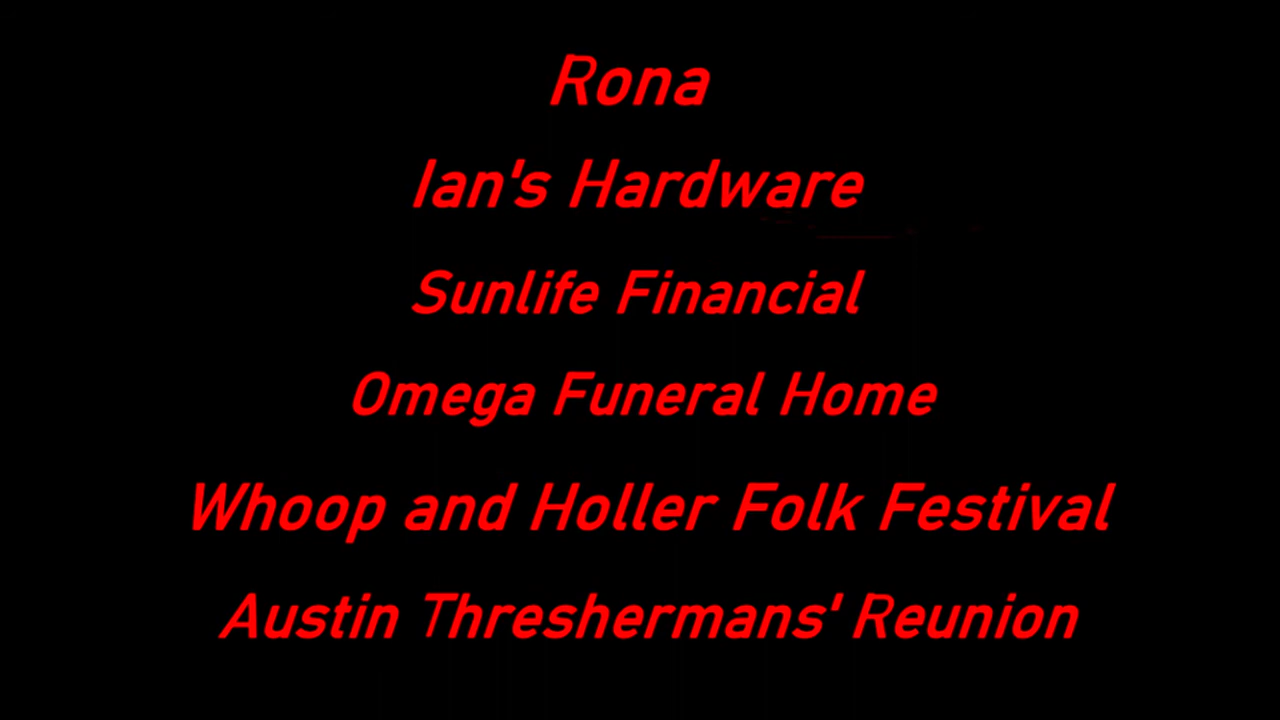 Rona
Ian's Hardware
Sunlife Financial
Omega Funeral Home
Whoop and Holler Folk Festival
Austin Threshermans' Reunion